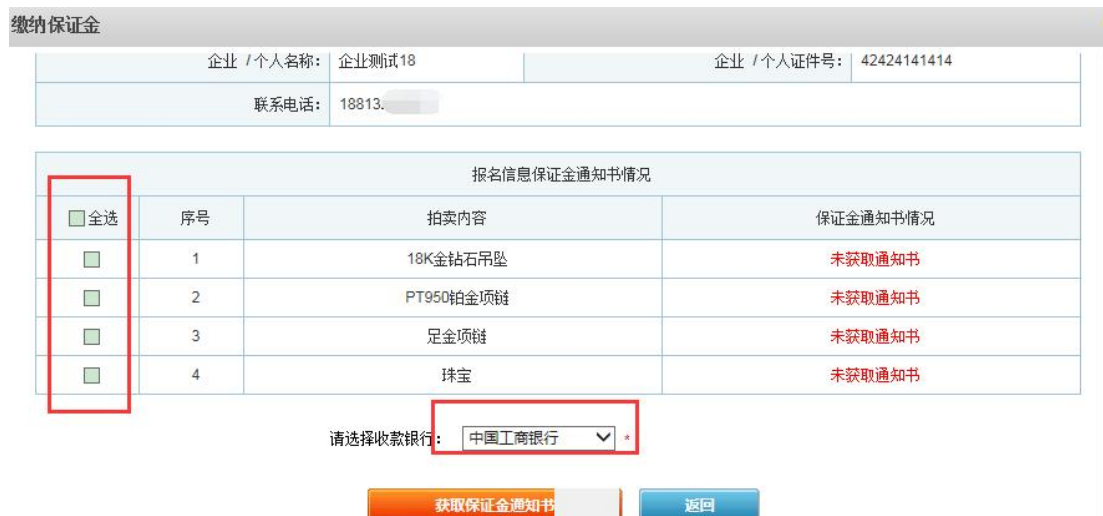 缴纳保证金
企业 /个人名称： 企业测试18 企业 /个人证件号： 42424141414
联系电话： 18813
报名信息保证金通知书情况
全选 序号 拍卖内容 保证金通知书情况
1 18K金钻石吊坠 未获取通知书
2 PT950铂金项链 未获取通知书
3 足金项链 未获取通知书
4 珠宝 未获取通知书
请选择收款银行： 中国工商银行 *
获取保证金通知书 返回